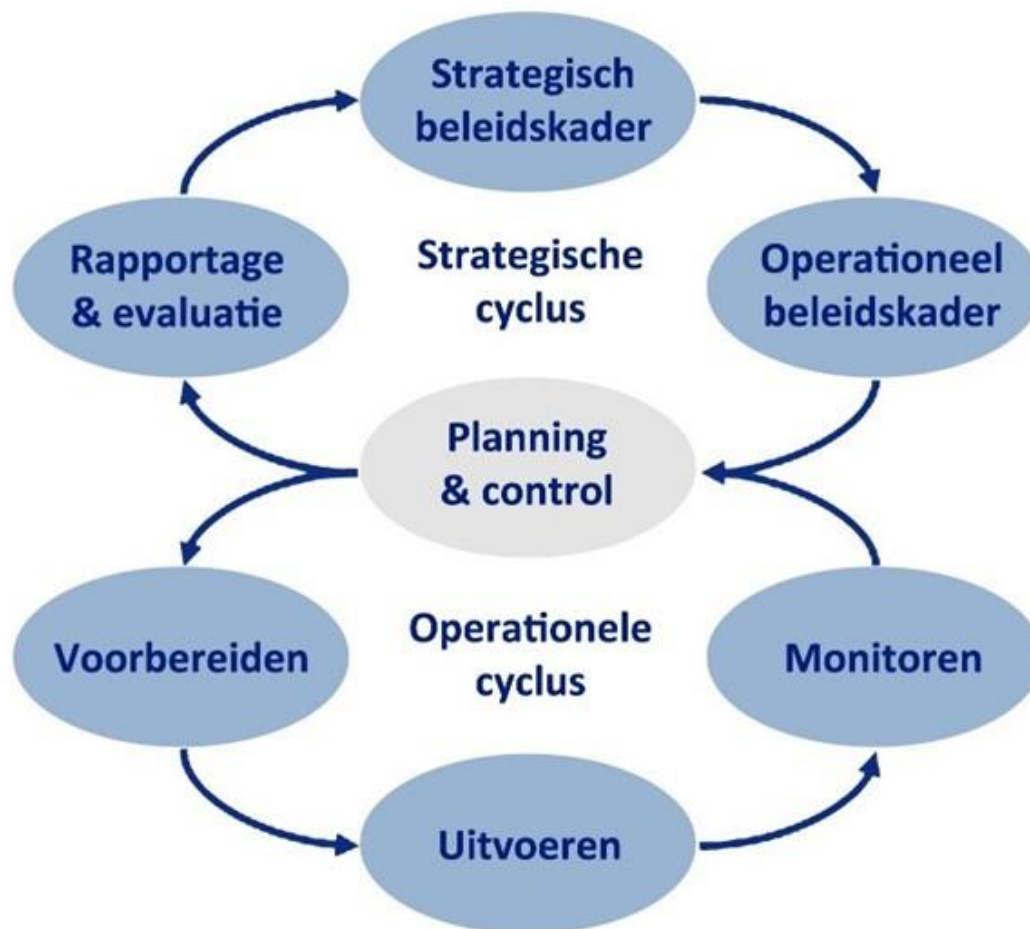 Strategisch
beleidskader
Rapportage
& evaluatie
Strategische
cyclus
Operationeel
beleidskader
Planning
& control
Voorbereiden
Operationele
cyclus
Monitoren
Uitvoeren